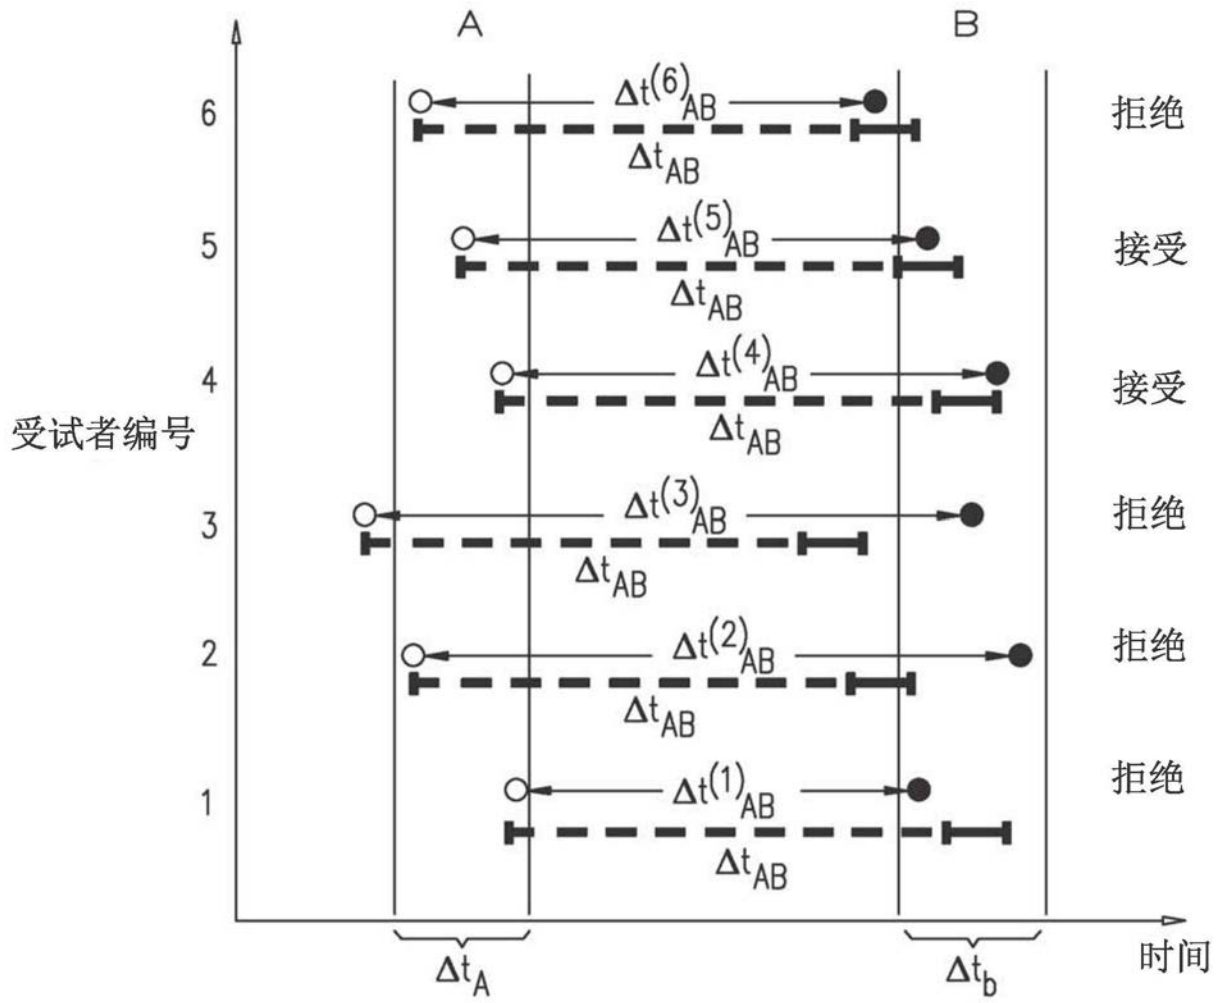 A B
6 Δt(6)AB 拒绝
ΔtAB
5 Δt(5)AB 接受
ΔtAB
4 Δt(4)AB 接受
ΔtAB
受试者编号
3 Δt(3)AB 拒绝
ΔtAB
2 Δt(2)AB 拒绝
ΔtAB
1 Δt(1)AB 拒绝
ΔtAB
时间
ΔtA Δtb